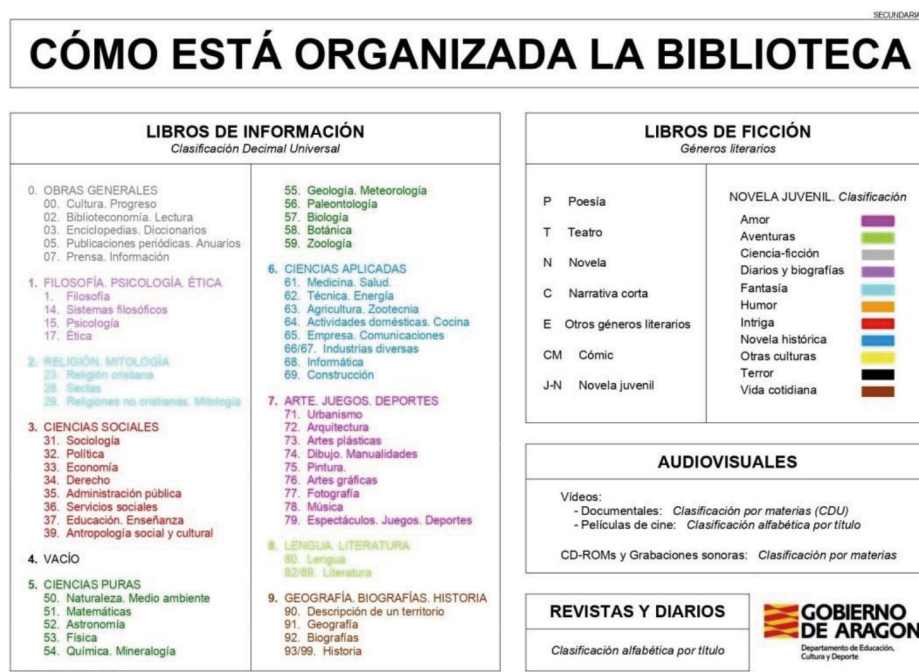 SECUNDARIA
CÓMO ESTÁ ORGANIZADA LA BIBLIOTECA
LIBROS DE INFORMACIÓN
Clasificación Decimal Universal
0. OBRAS GENERALES
00. Cultura. Progreso
02. Biblioteconomía. Lectura
03. Enciclopedias. Diccionarios
05. Publicaciones periódicas. Anuarios
07. Prensa. Información
1. FILOSOFÍA. PSICOLOGÍA. ÉTICA
1. Filosofía
14. Sistemas filosóficos
15. Psicología
17. Ética
2. RELIGIÓN. MITOLOGÍA
23. Religión cristiana
28. Sectas
29. Religiones no cristianas. Mitología
3. CIENCIAS SOCIALES
31. Sociología
32. Política
33. Economía
34. Derecho
35. Administración pública
36. Servicios sociales
37. Educación. Enseñanza
39. Antropología social y cultural
4. VACÍO
5. CIENCIAS PURAS
50. Naturaleza. Medio ambiente
51. Matemáticas
52. Astronomía
53. Física
54. Química. Mineralogía
55. Geología. Meteorología
56. Paleontología
57. Biología
58. Botánica
59. Zoología
6. CIENCIAS APLICADAS
61. Medicina. Salud.
62. Técnica. Energía
63. Agricultura. Zootecnia
64. Actividades domésticas. Cocina
65. Empresa. Comunicaciones
66/67. Industrias diversas
68. Informática
69. Construcción
7. ARTE. JUEGOS. DEPORTES
71. Urbanismo
72. Arquitectura
73. Artes plásticas
74. Dibujo. Manualidades
75. Pintura.
76. Artes gráficas
77. Fotografía
78. Música
79. Espectáculos. Juegos. Deportes
8. LENGUA. LITERATURA
80. Lengua
82/89. Literatura
9. GEOGRAFÍA. BIOGRAFÍAS. HISTORIA
90. Descripción de un territorio
91. Geografía
92. Biografías
93/99. Historia
LIBROS DE FICCIÓN
Géneros literarios
P Poesía
T Teatro
N Novela
C Narrativa corta
E Otros géneros literarios
CM Cómic
J-N Novela juvenil
NOVELA JUVENIL. Clasificación
Amor
Aventuras
Ciencia-ficción
Diarios y biografías
Fantasía
Humor
Intriga
Novela histórica
Otras culturas
Terror
Vida cotidiana
AUDIOVISUALES
Vídeos:
- Documentales: Clasificación por materias (CDU)
- Películas de cine: Clasificación alfabética por título
CD-ROMs y Grabaciones sonoras: Clasificación por materias
REVISTAS Y DIARIOS
Clasificación alfabética por título
GOBIERNO
DE ARAGON
Departamento de Educación,
Cultura y Deporte